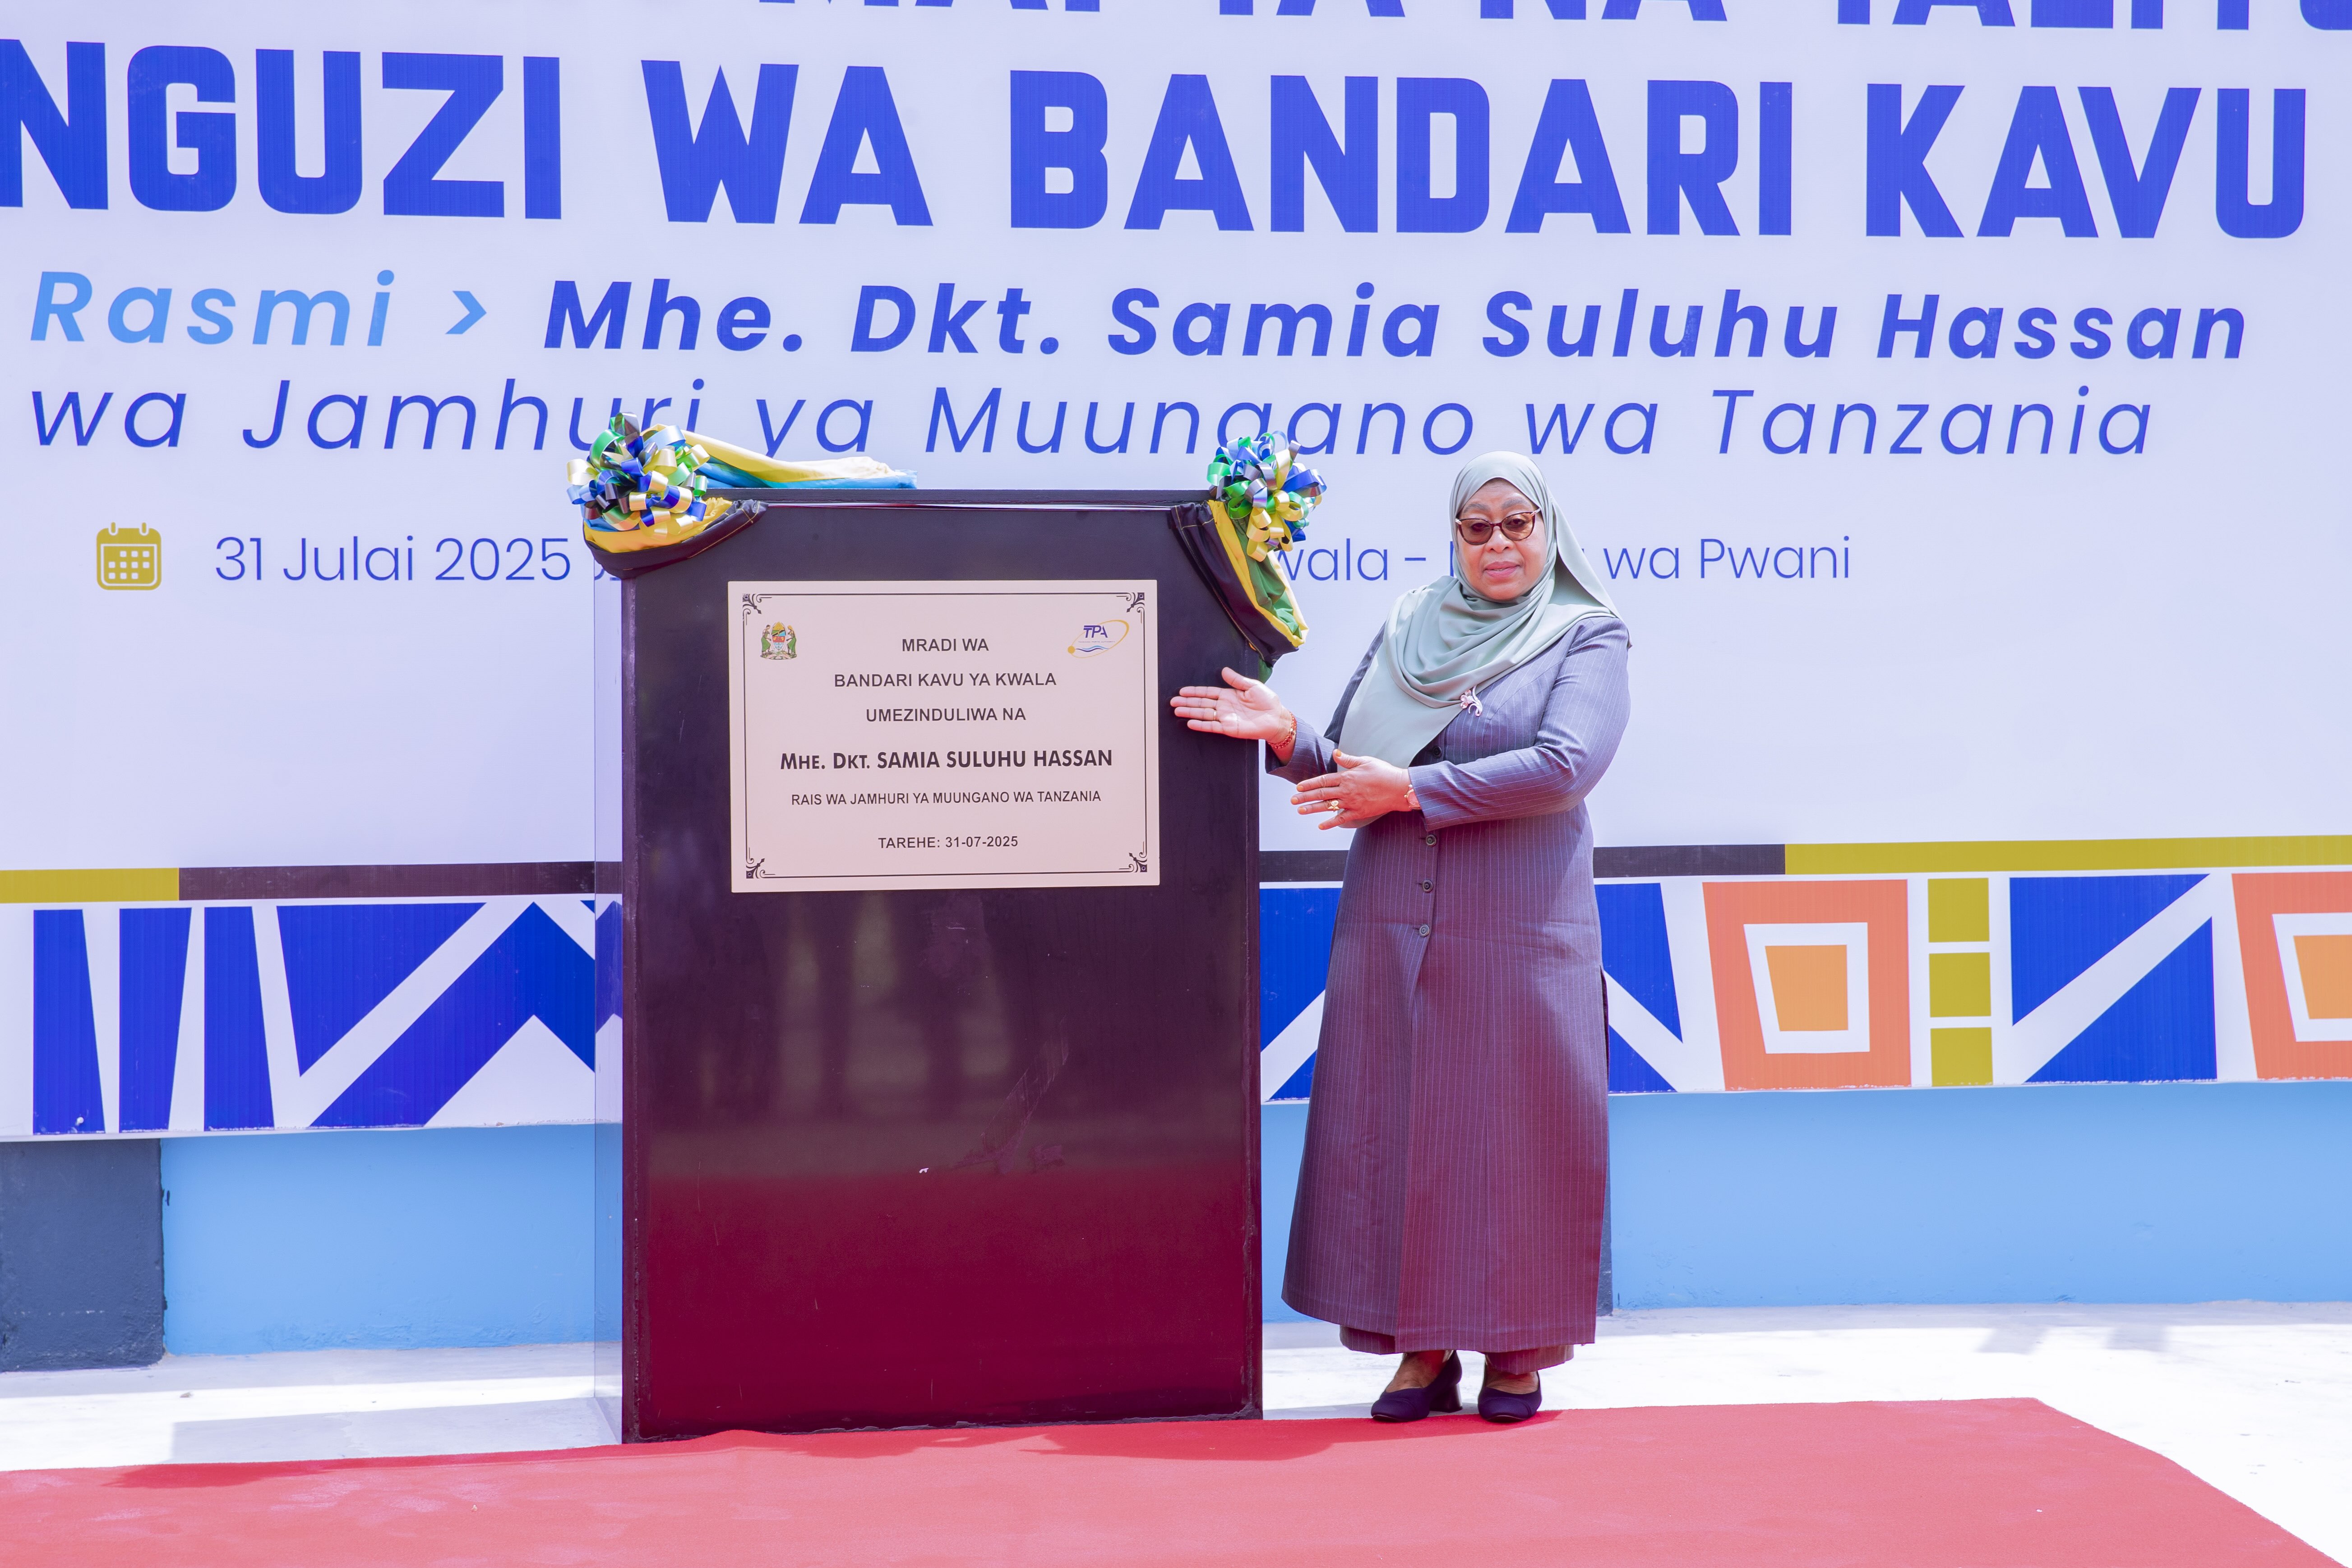 NGUZI WA BANDARI KAVU
Rasmi > Mhe. Dkt. Samia Suluhu Hassan
wa Jamhuri ya Muungano wa Tanzania
31 Julai 2025
wala - wa Pwani
TPA
MRADI WA
BANDARI KAVU YA KWALA
UMEZINDULIWA NA
MHE. DKT. SAMIA SULUHU HASSAN
RAIS WA JAMHURI YA MUUNGANO WA TANZANIA
TAREHE: 31-07-2025